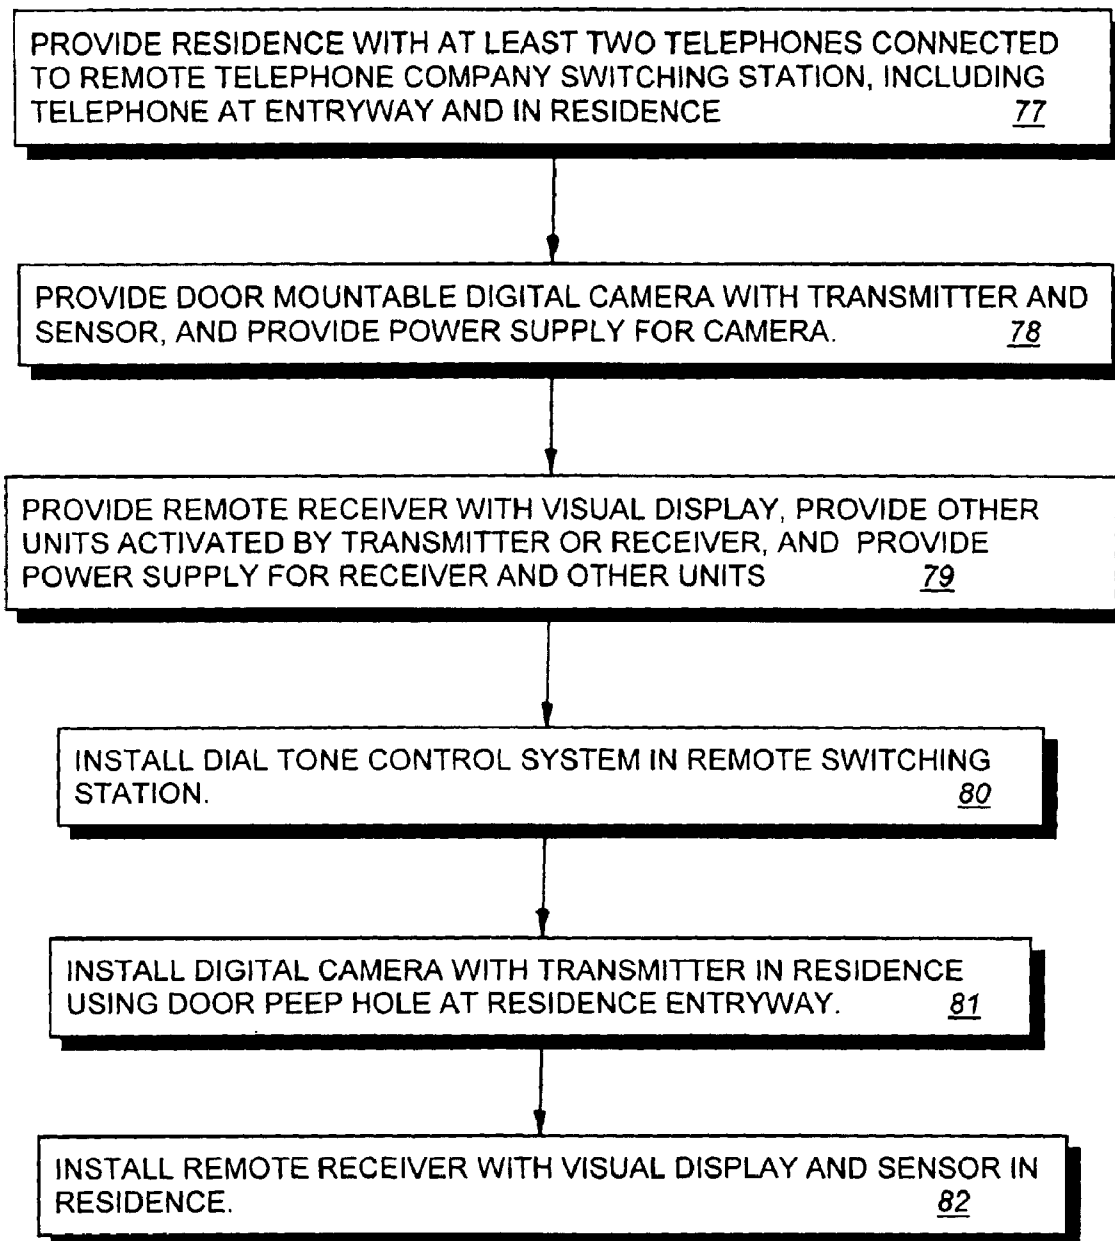 PROVIDE RESIDENCE WITH AT LEAST TWO TELEPHONES CONNECTED
TO REMOTE TELEPHONE COMPANY SWITCHING STATION, INCLUDING
TELEPHONE AT ENTRYWAY AND IN RESIDENCE 77
PROVIDE DOOR MOUNTABLE DIGITAL CAMERA WITH TRANSMITTER AND
SENSOR, AND PROVIDE POWER SUPPLY FOR CAMERA. 78
PROVIDE REMOTE RECEIVER WITH VISUAL DISPLAY, PROVIDE OTHER
UNITS ACTIVATED BY TRANSMITTER OR RECEIVER, AND PROVIDE
POWER SUPPLY FOR RECEIVER AND OTHER UNITS 79
INSTALL DIAL TONE CONTROL SYSTEM IN REMOTE SWITCHING
STATION. 80
INSTALL DIGITAL CAMERA WITH TRANSMITTER IN RESIDENCE
USING DOOR PEEP HOLE AT RESIDENCE ENTRYWAY. 81
INSTALL REMOTE RECEIVER WITH VISUAL DISPLAY AND SENSOR IN
RESIDENCE. 82